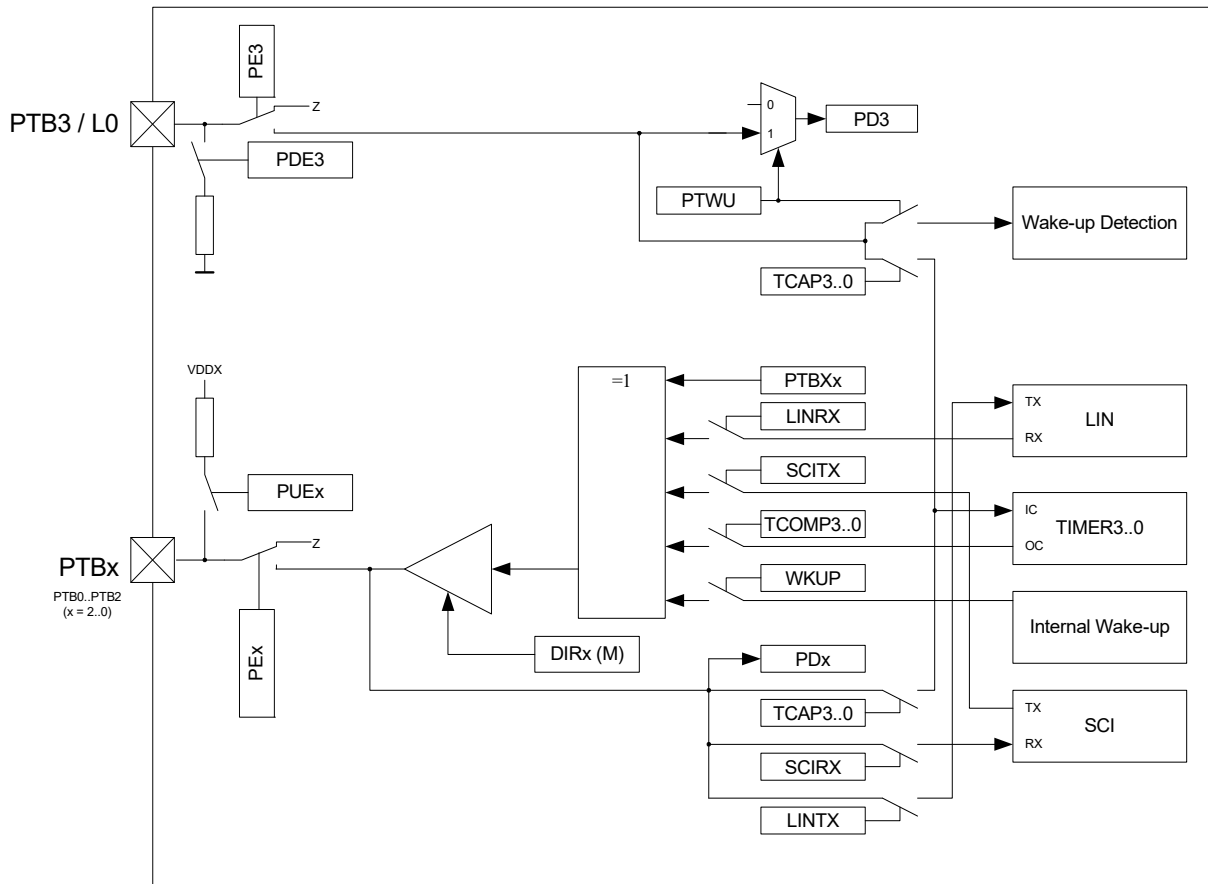 PE3
Z
PTB3 / L0
0
1
PD3
PDE3
PTWU
Wake-up Detection
TCAP3..0
VDDX
=1
PTBXx
LINRX
TX
LIN
RX
SCITX
PUEx
TCOMP3..0
IC
TIMER3..0
OC
Z
PTBx
PTB0..PTB2
(x = 2..0)
WKUP
Internal Wake-up
DIRx (M)
PEx
PDx
TCAP3..0
TX
SCI
RX
SCIRX
LINTX